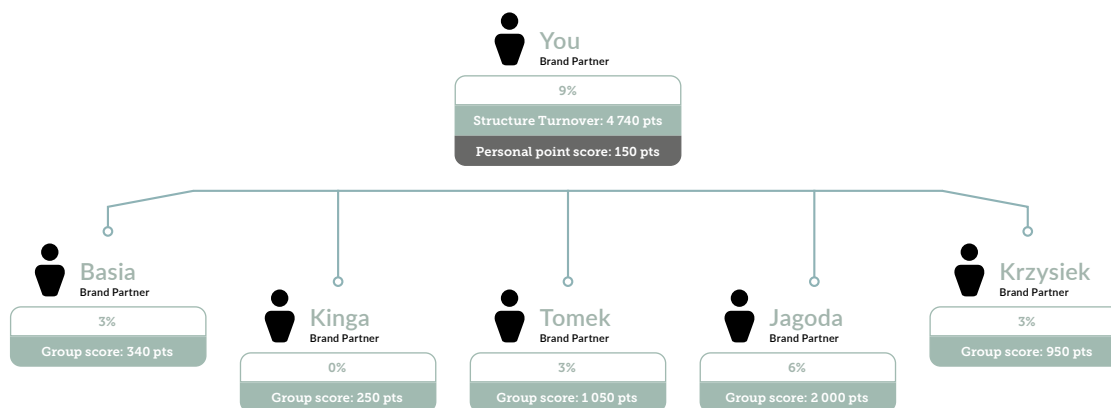 You
Brand Partner
9%
Structure Turnover: 4 740 pts
Personal point score: 150 pts
Basia
Brand Partner
3%
Group score: 340 pts
Kinga
Brand Partner
0%
Group score: 250 pts
Tomek
Brand Partner
3%
Group score: 1 050 pts
Jagoda
Brand Partner
6%
Group score: 2 000 pts
Krzysiek
Brand Partner
3%
Group score: 950 pts